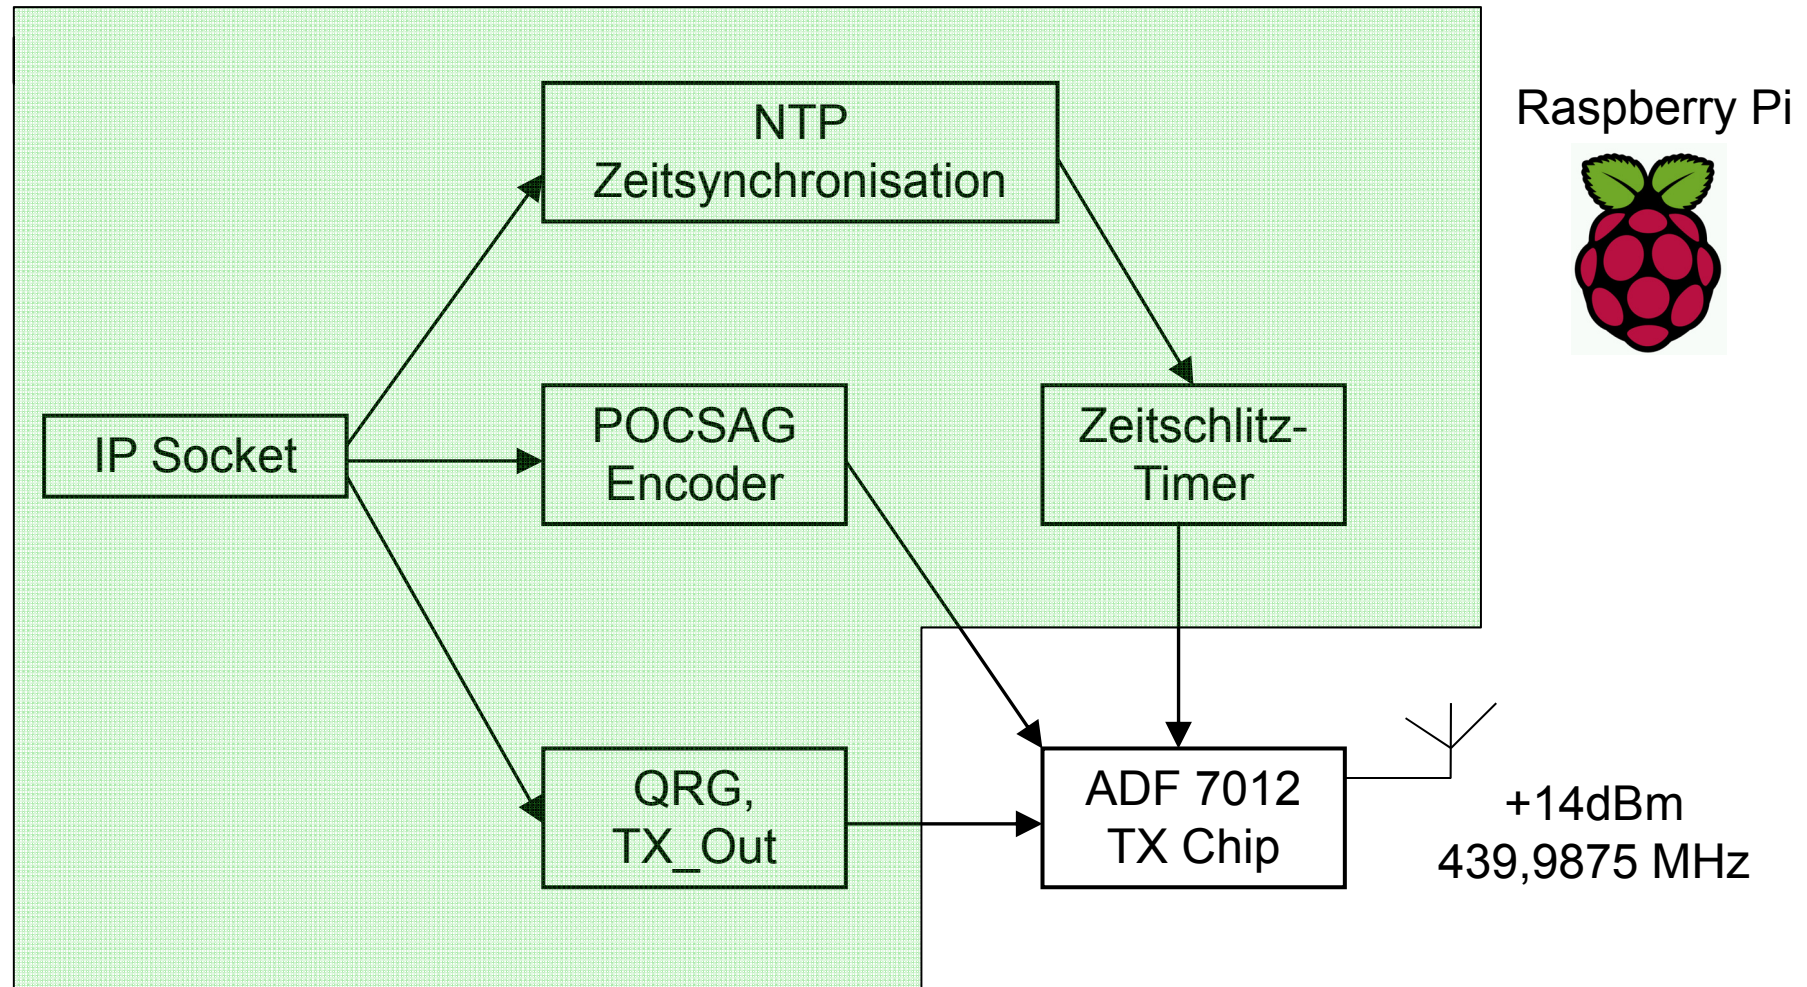 NTP
Zeitsynchronisation
Raspberry Pi
IP Socket
POCSAG
Encoder
Zeitschlitz-
Timer
QRG,
TX_Out
ADF 7012
TX Chip
+14dBm
439,9875 MHz